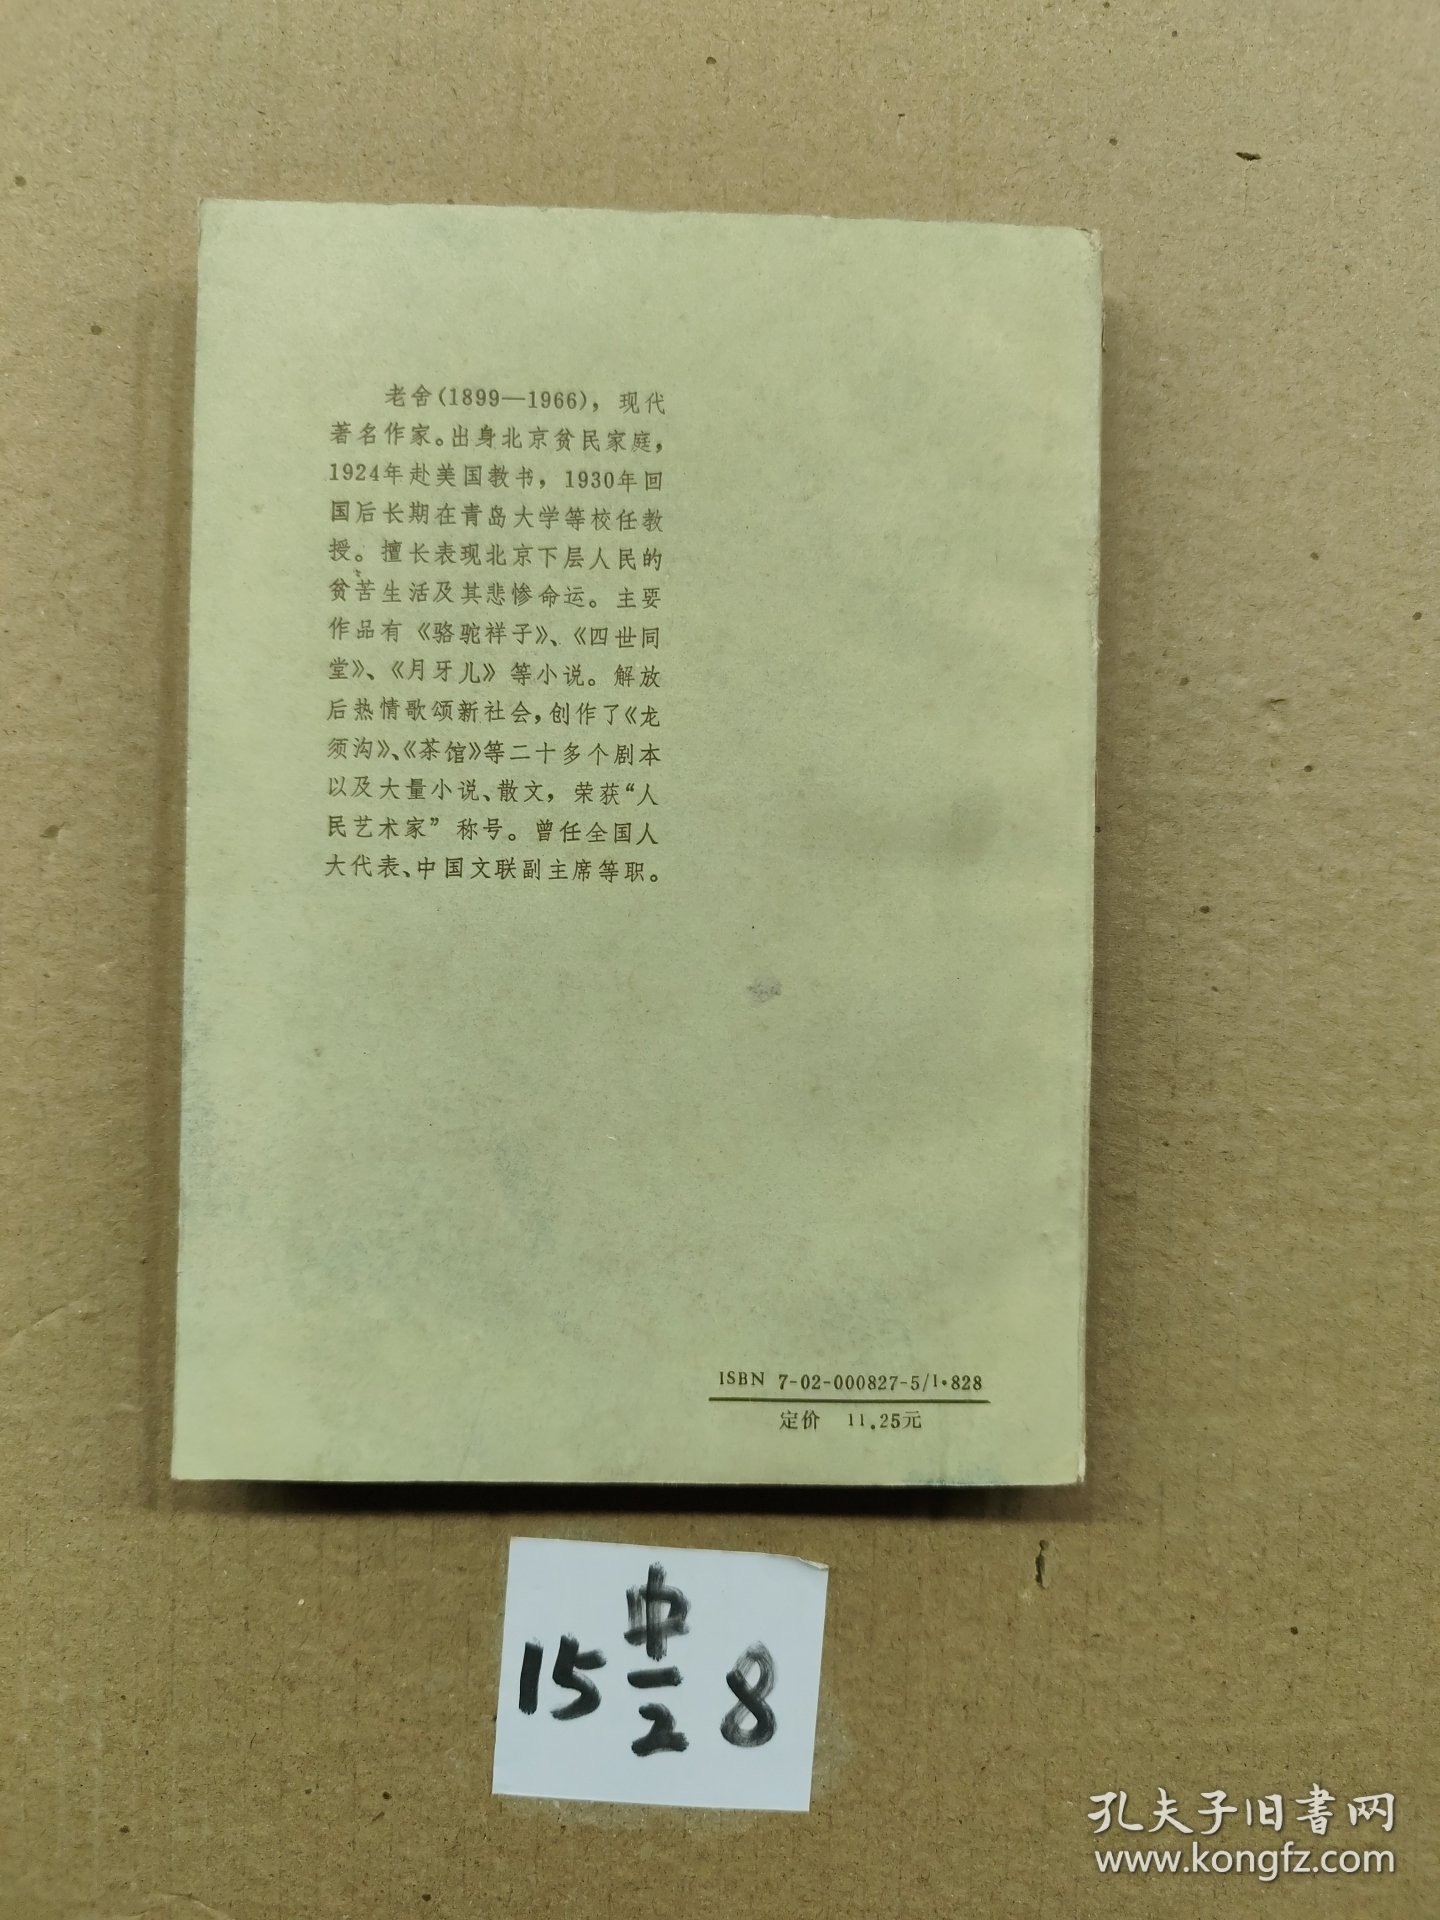 老舍(1899—1966)，现代
著名作家。出身北京贫民家庭，
1924年赴美国教书，1930年回
国后长期在青岛大学等校任教
授。擅长表现北京下层人民的
贫苦生活及其悲惨命运。主要
作品有《骆驼祥子》、《四世同
堂》、《月牙儿》等小说。解放
后热情歌颂新社会，创作了《龙
须沟》、《茶馆》等二十多个剧本
以及大量小说、散文，荣获“人
民艺术家”称号。曾任全国人
大代表、中国文联副主席等职。
ISBN 7-02-000827-5/I·828
定价 11.25元
中
15 一 8
2
孔夫子旧書网
www.kongfz.com